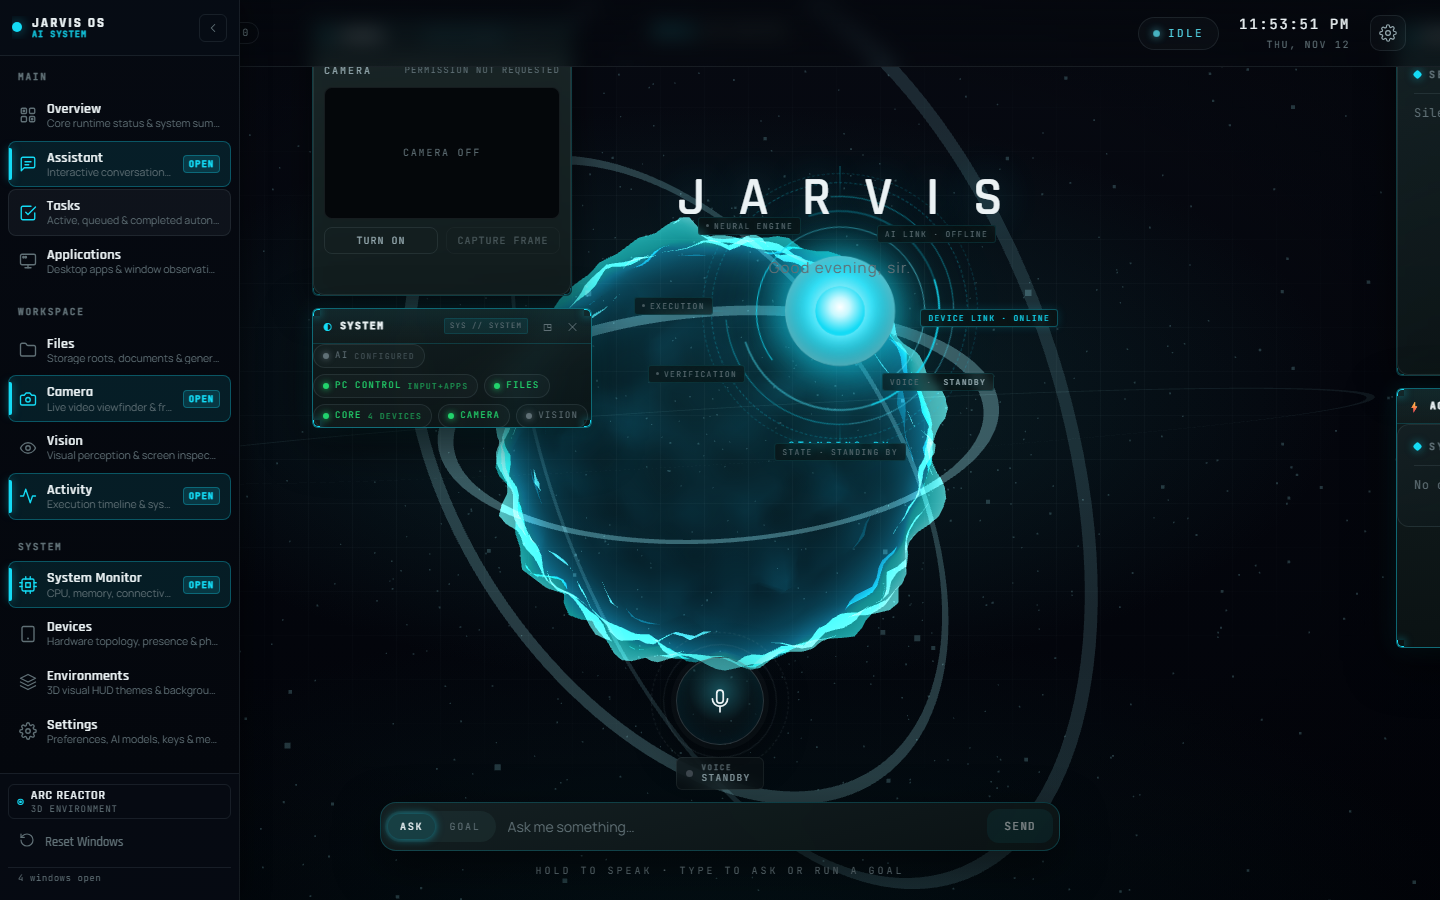 JARVIS OS
AI SYSTEM
MAIN
Overview
Core runtime status & system sum...
Assistant
Interactive conversation...
OPEN
Tasks
Active, queued & completed auton...
Applications
Desktop apps & window observati...
WORKSPACE
Files
Storage roots, documents & gener...
Camera
Live video viewfinder & fr...
OPEN
Vision
Visual perception & screen inspec...
Activity
Execution timeline & sys...
OPEN
SYSTEM
System Monitor
CPU, memory, connectiv...
OPEN
Devices
Hardware topology, presence & ph...
Environments
3D visual HUD themes & backgrou...
Settings
Preferences, AI models, keys & me...
ARC REACTOR
3D ENVIRONMENT
Reset Windows
4 windows open
0
IDLE
11:53:51 PM
THU, NOV 12
CAMERA
PERMISSION NOT REQUESTED
CAMERA OFF
TURN ON
CAPTURE FRAME
SYSTEM
SYS // SYSTEM
AI CONFIGURED
PC CONTROL INPUT+APPS
FILES
CORE 4 DEVICES
CAMERA
VISION
JARVIS
NEURAL ENGINE
AI LINK · OFFLINE
Good evening, sir.
EXECUTION
DEVICE LINK · ONLINE
VERIFICATION
VOICE · STANDBY
STANDING BY
STATE · STANDING BY
VOICE
STANDBY
ASK
GOAL
Ask me something...
SEND
HOLD TO SPEAK · TYPE TO ASK OR RUN A GOAL
Sile
No